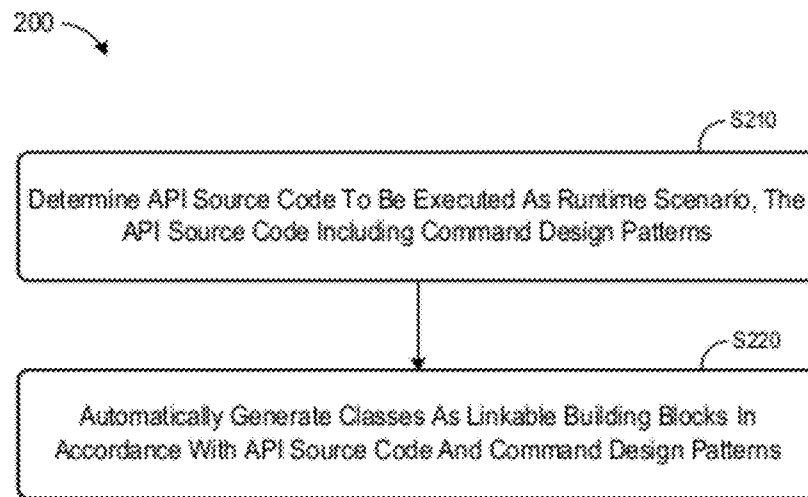 200
S210
Determine API Source Code To Be Executed As Runtime Scenario, The
API Source Code Including Command Design Patterns
S220
Automatically Generate Classes As Linkable Building Blocks In
Accordance With API Source Code And Command Design Patterns